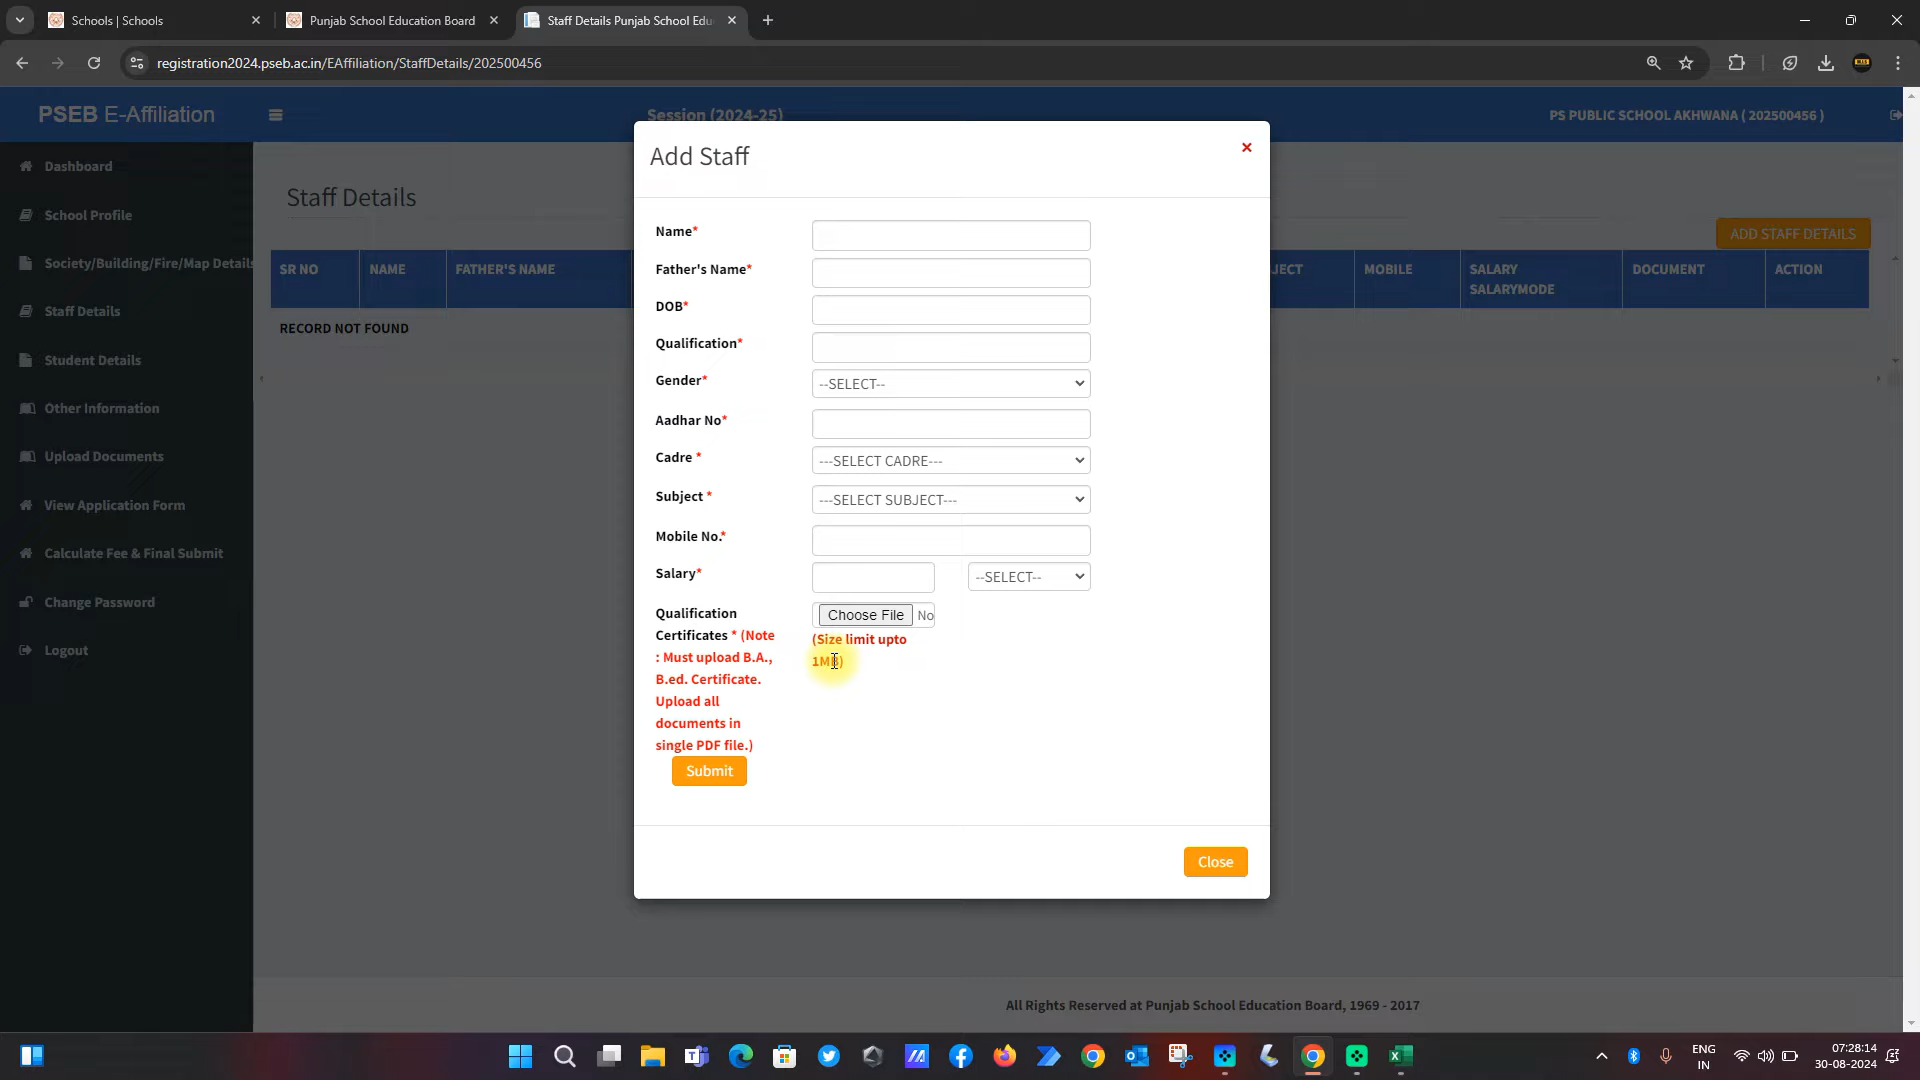 Schools | Schools
Punjab School Education Board
Staff Details Punjab School Edu
registration2024.pseb.ac.in/EAffiliation/StaffDetails/202500456
PSEB E-Affiliation
Session (2024-25)
PS PUBLIC SCHOOL AKHWANA ( 202500456 )
Dashboard
School Profile
Society/Building/Fire/Map Details
Staff Details
Student Details
Other Information
Upload Documents
View Application Form
Calculate Fee & Final Submit
Change Password
Logout
Staff Details
ADD STAFF DETAILS
SR NO NAME FATHER'S NAME JECT MOBILE SALARY DOCUMENT ACTION
SALARYMODE
RECORD NOT FOUND
Add Staff
×
Name*
Father's Name*
DOB*
Qualification*
Gender* --SELECT--
Aadhar No*
Cadre * ---SELECT CADRE---
Subject * ---SELECT SUBJECT---
Mobile No.*
Salary* --SELECT--
Qualification Choose File No
Certificates * (Note (Size limit upto
: Must upload B.A., 1MB)
B.ed. Certificate.
Upload all
documents in
single PDF file.)
Submit
Close
All Rights Reserved at Punjab School Education Board, 1969 - 2017
ENG
IN
07:28:14
30-08-2024